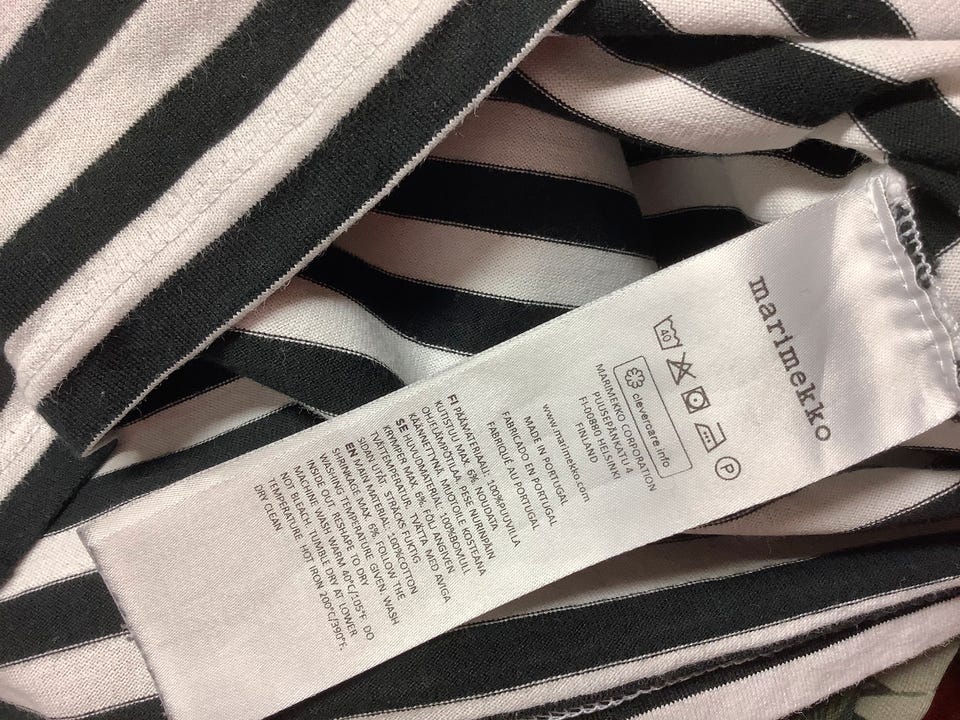 marimekko
40
P
clevercare.info
MARIMEKKO CORPORATION
PUUSEPÄNKATU 4
FI-00880 HELSINKI
FINLAND
www.marimekko.com
MADE IN PORTUGAL
FABRICADO EN PORTUGAL
FABRIQUÉ AU PORTUGAL
FI PÄÄMATERIAALI: 100%PUUVILLA
KUTISTUU MAX. 6%. NOUDATA
OHJELÄMPÖTILAA. PESE NURINPÄIN
KÄÄNNETTYNÄ. MUOTOILE KOSTEANA
SE HUVUDMATERIAL: 100%BOMULL
KRYMPER MAX. 6%. FÖLJ ANGIVEN
TVÄTTEMPERATUR. TVÄTTA MED AVIGA
SIDAN UTÅT. STRÄCKS FUKTIG
EN MAIN MATERIAL: 100%COTTON
SHRINKAGE MAX. 6%. FOLLOW THE
WASHING TEMPERATURE GIVEN. WASH
INSIDE OUT. RESHAPE TO DRY
MACHINE WASH WARM 40°C/105°F. DO
NOT BLEACH. TUMBLE DRY AT LOWER
TEMPERATURE. HOT IRON 200°C/390°F.
DRY CLEAN.